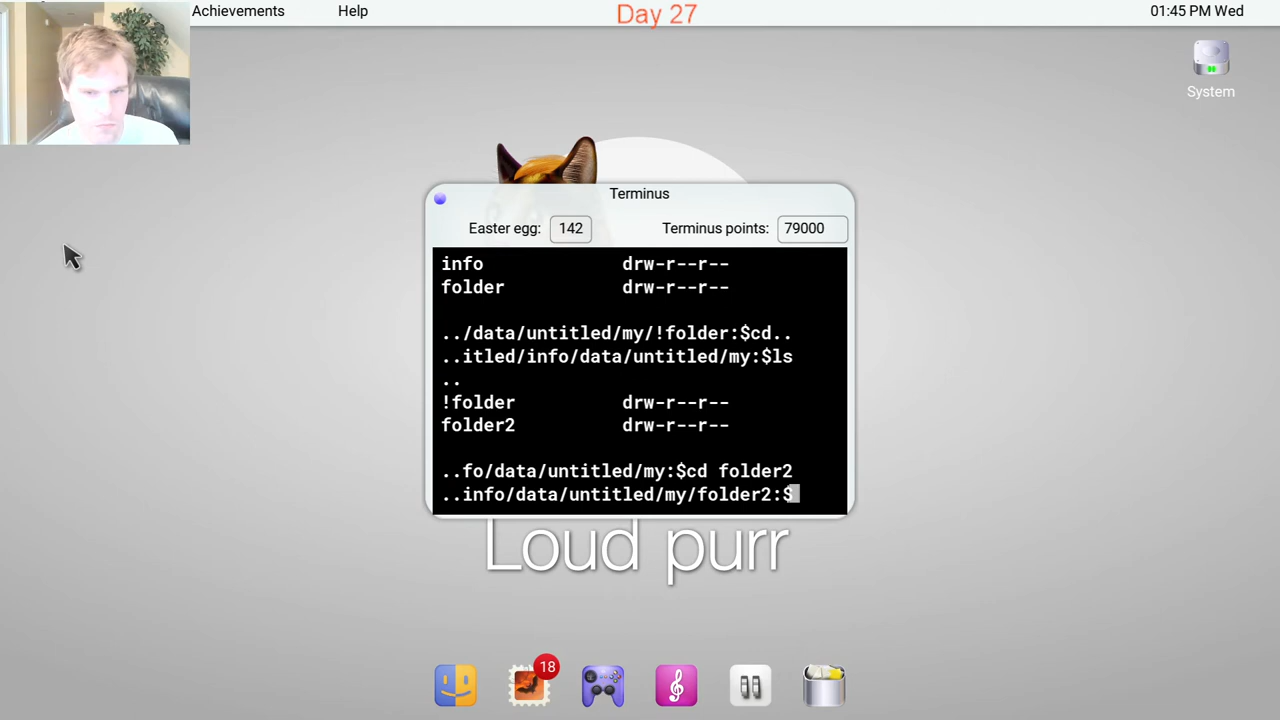 Achievements Help Day 27 01:45 PM Wed
System
Terminus
Easter egg: 142 Terminus points: 79000
info drw-r--r--
folder drw-r--r--
../data/untitled/my/!folder:$cd..
..itled/info/data/untitled/my:$ls
..
!folder drw-r--r--
folder2 drw-r--r--
..fo/data/untitled/my:$cd folder2
..info/data/untitled/my/folder2:$
Loud purr
18